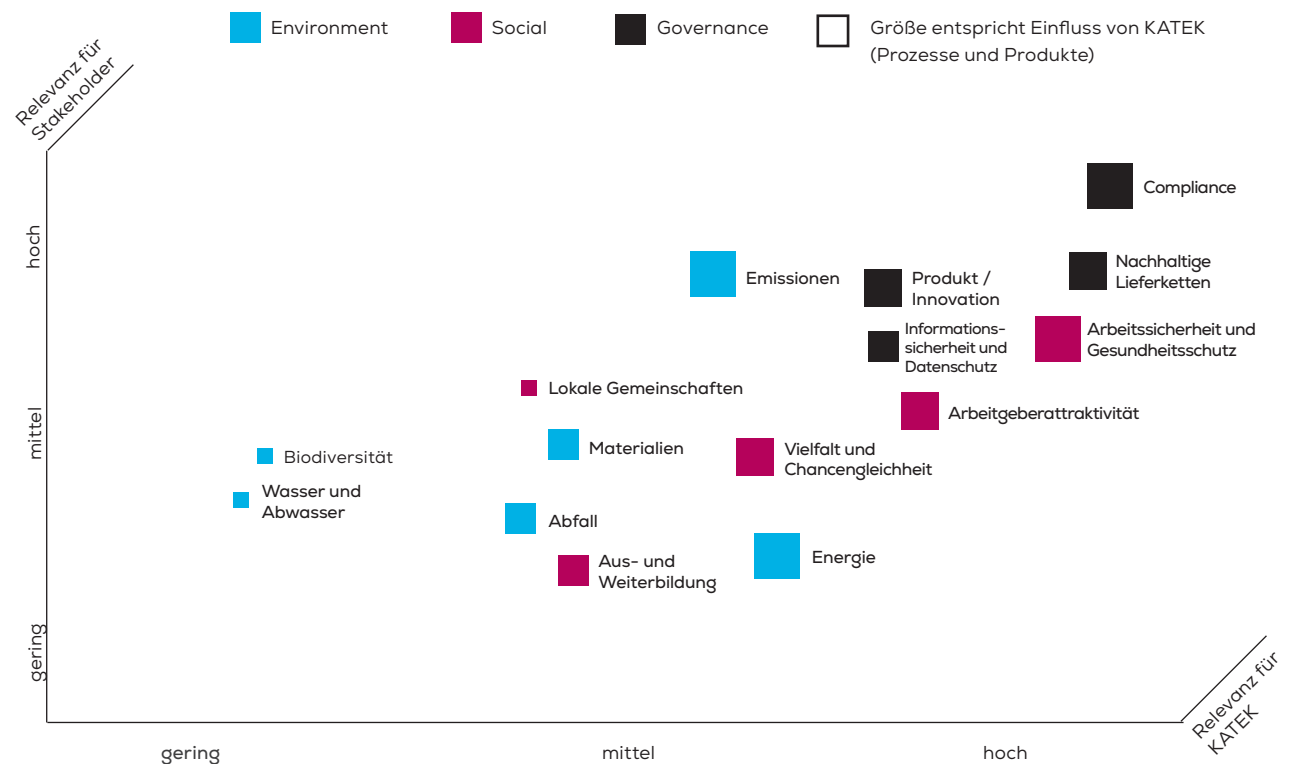 Environment
Social
Governance
Größe entspricht Einfluss von KATEK
(Prozesse und Produkte)
Relevanz für
Stakeholder
hoch
mittel
gering
Compliance
Nachhaltige
Lieferketten
Emissionen
Produkt /
Innovation
Informations-
sicherheit und
Datenschutz
Arbeitssicherheit und
Gesundheitsschutz
Lokale Gemeinschaften
Arbeitgeberattraktivität
Materialien
Vielfalt und
Chancengleichheit
Biodiversität
Wasser und
Abwasser
Abfall
Aus- und
Weiterbildung
Energie
gering
mittel
hoch
Relevanz für
KATEK